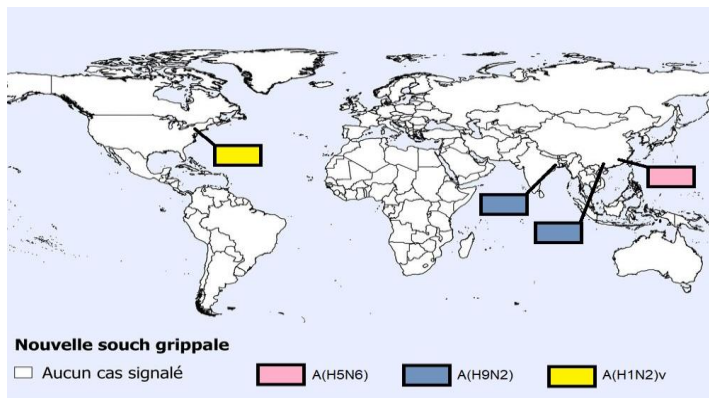 Nouvelle souch grippale
Aucun cas signalé A(H5N6) A(H9N2) A(H1N2)v